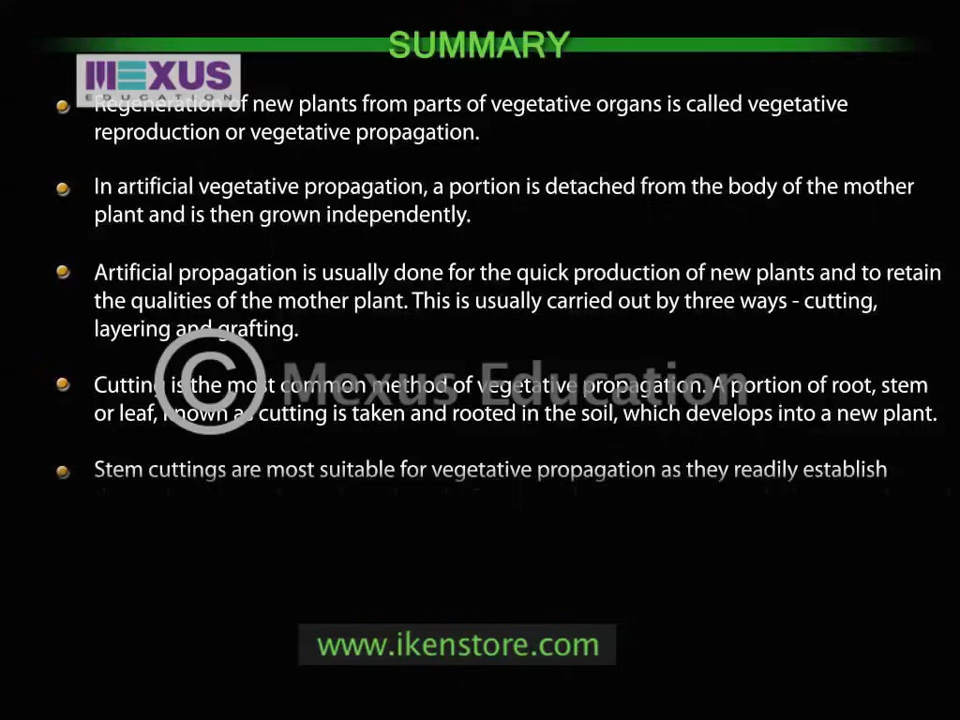 SUMMARY
MEXUS
EDUCATION
Regeneration of new plants from parts of vegetative organs is called vegetative
reproduction or vegetative propagation.
In artificial vegetative propagation, a portion is detached from the body of the mother
plant and is then grown independently.
Artificial propagation is usually done for the quick production of new plants and to retain
the qualities of the mother plant. This is usually carried out by three ways - cutting,
layering and grafting.
Cutting is the most common method of vegetative propagation. A portion of root, stem
or leaf, known as cutting is taken and rooted in the soil, which develops into a new plant.
© Mexus Education
Stem cuttings are most suitable for vegetative propagation as they readily establish
www.ikenstore.com